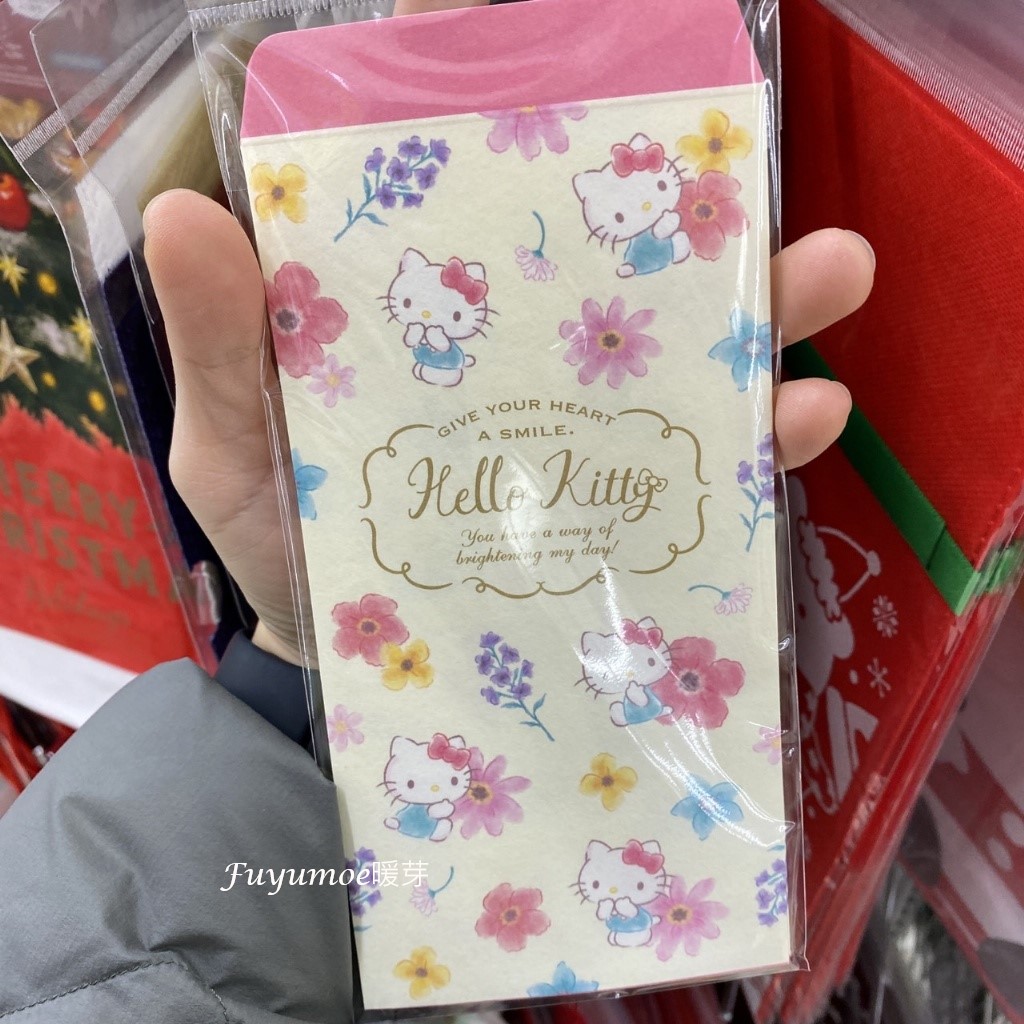 GIVE YOUR HEART
A SMILE.
Hello Kitty
You have a way of
brightening my day!
Fuyumoe暖芽